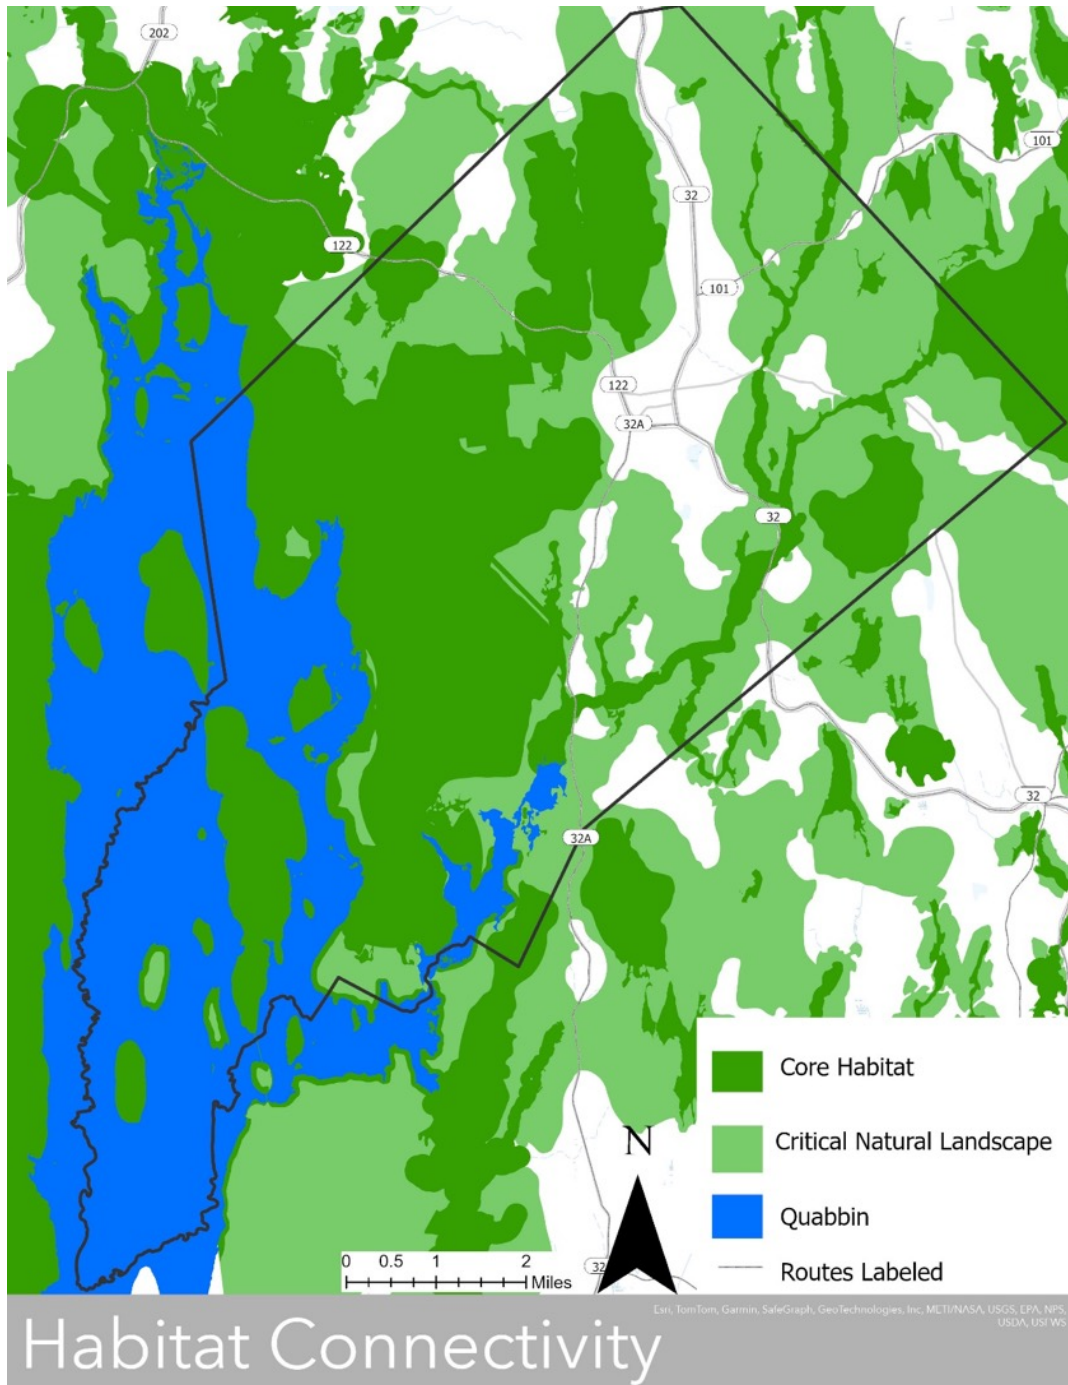 202
101
32
122
101
122
32A
32
32
32A
Core Habitat
Critical Natural Landscape
N
Quabbin
0 0.5 1 2
Miles
32
Routes Labeled
Esri, TomTom, Garmin, SafeGraph, GeoTechnologies, Inc, METI/NASA, USGS, EPA, NPS,
USDA, USFWS
Habitat Connectivity